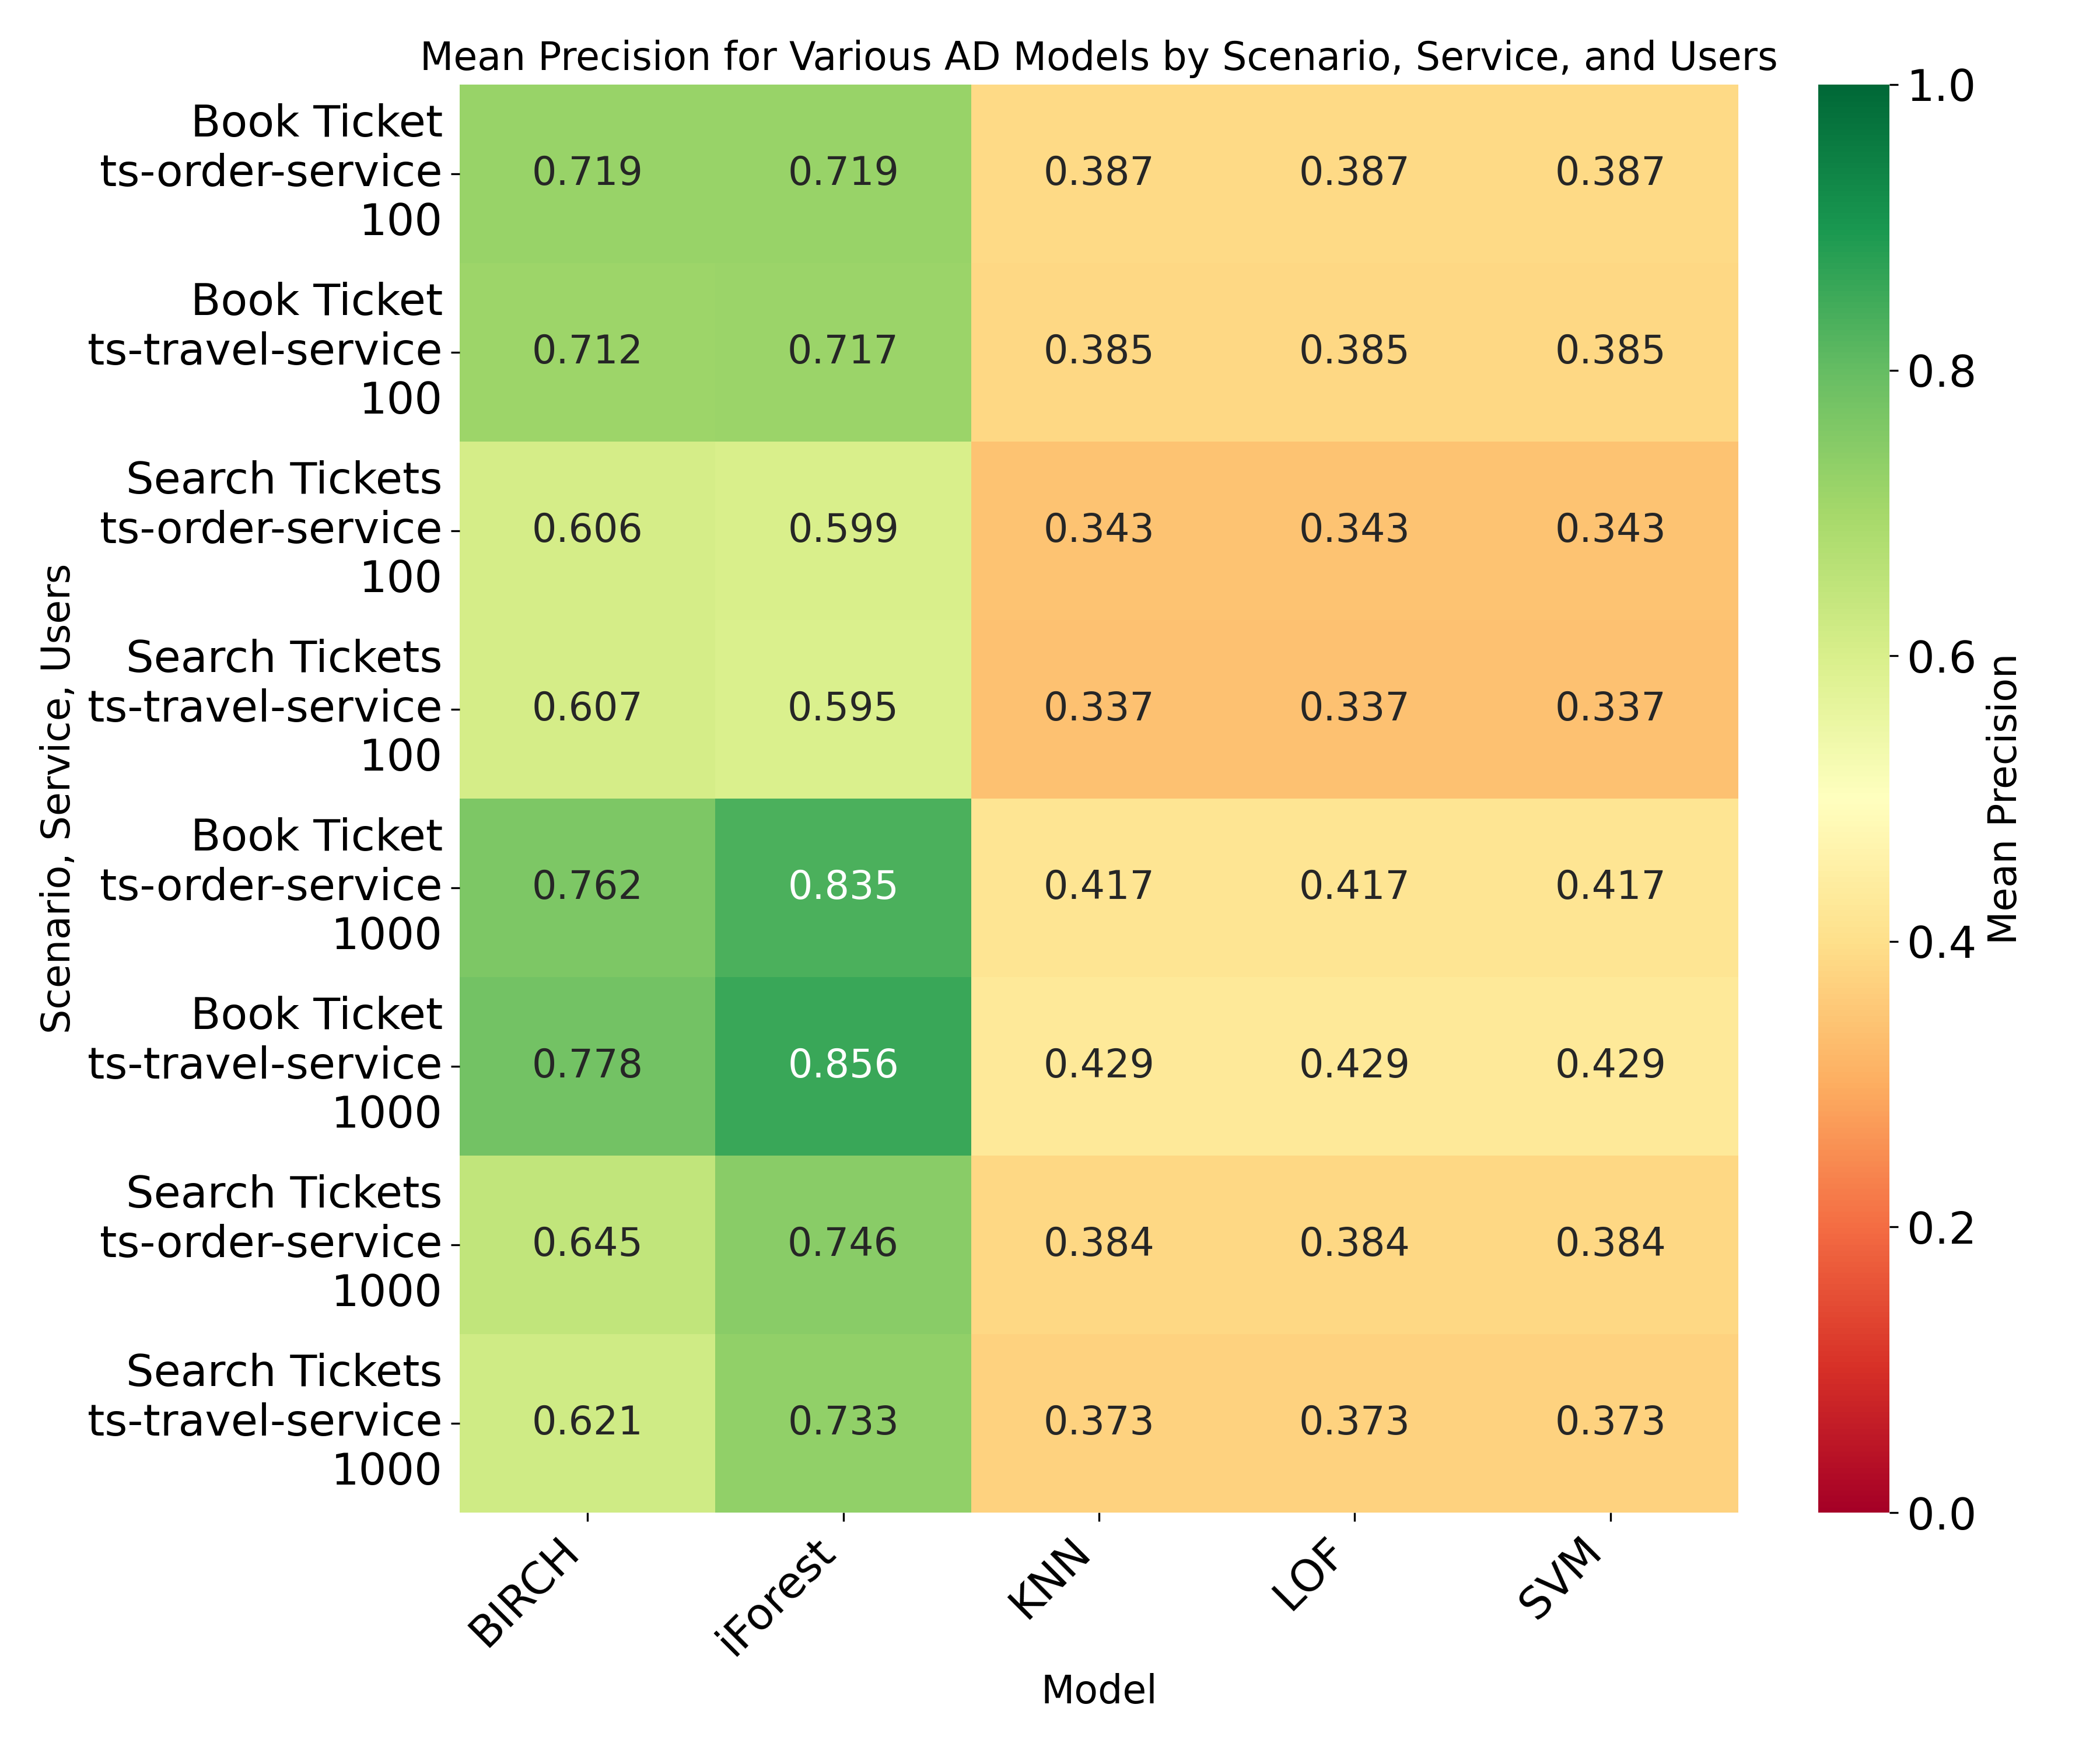 Mean Precision for Various AD Models by Scenario, Service, and Users
Scenario, Service, Users
Book Ticket
ts-order-service
100
0.719 0.719 0.387 0.387 0.387
Book Ticket
ts-travel-service
100
0.712 0.717 0.385 0.385 0.385
Search Tickets
ts-order-service
100
0.606 0.599 0.343 0.343 0.343
Search Tickets
ts-travel-service
100
0.607 0.595 0.337 0.337 0.337
Book Ticket
ts-order-service
1000
0.762 0.835 0.417 0.417 0.417
Book Ticket
ts-travel-service
1000
0.778 0.856 0.429 0.429 0.429
Search Tickets
ts-order-service
1000
0.645 0.746 0.384 0.384 0.384
Search Tickets
ts-travel-service
1000
0.621 0.733 0.373 0.373 0.373
BIRCH iForest KNN LOF SVM
Model
1.0
0.8
0.6
0.4
0.2
0.0
Mean Precision